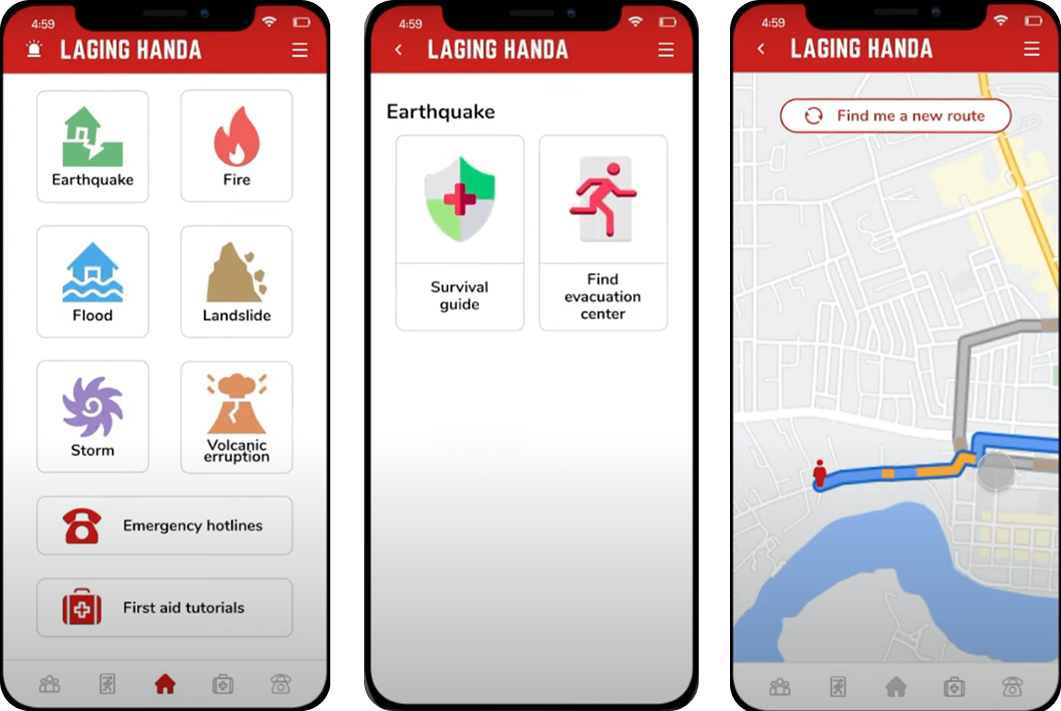 4:59
LAGING HANDA
Earthquake
Fire
Flood
Landslide
Storm
Volcanic
erruption
Emergency hotlines
First aid tutorials
4:59
LAGING HANDA
Earthquake
Survival
guide
Find
evacuation
center
4:59
LAGING HANDA
Find me a new route